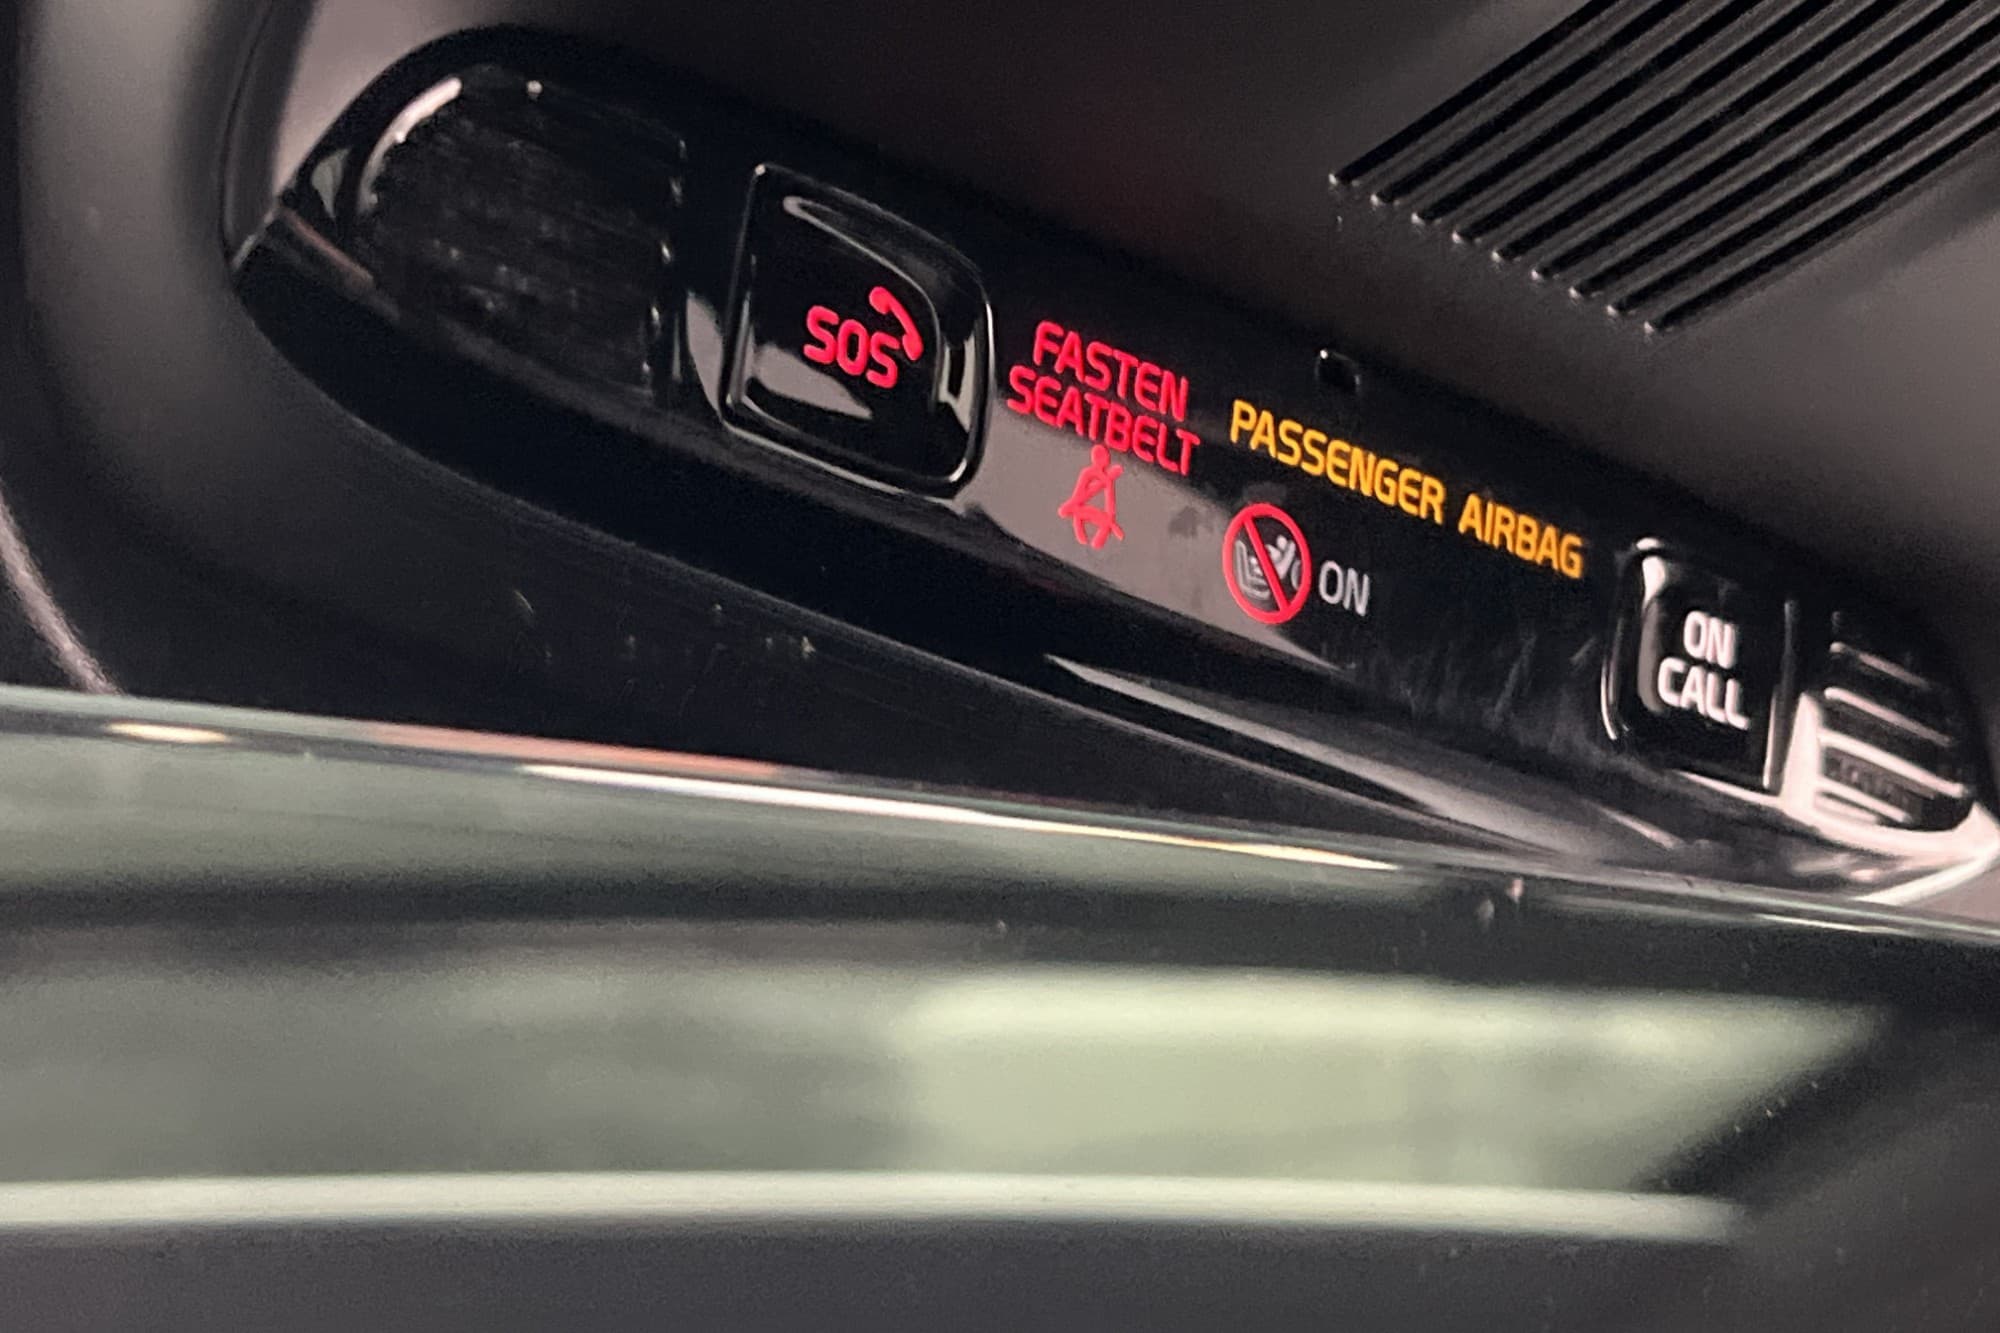 SOS
FASTEN
SEATBELT
PASSENGER AIRBAG
ON
ON
CALL